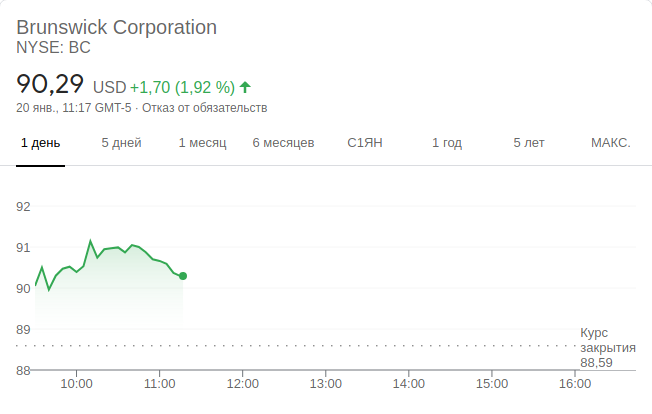 Brunswick Corporation
NYSE: BC
90,29 USD +1,70 (1,92 %)
20 янв., 11:17 GMT-5 · Отказ от обязательств
1 день 5 дней 1 месяц 6 месяцев С1ЯН 1 год 5 лет МАКС.
92
91
90
89
Курс
закрытия
88,59
88
10:00 11:00 12:00 13:00 14:00 15:00 16:00